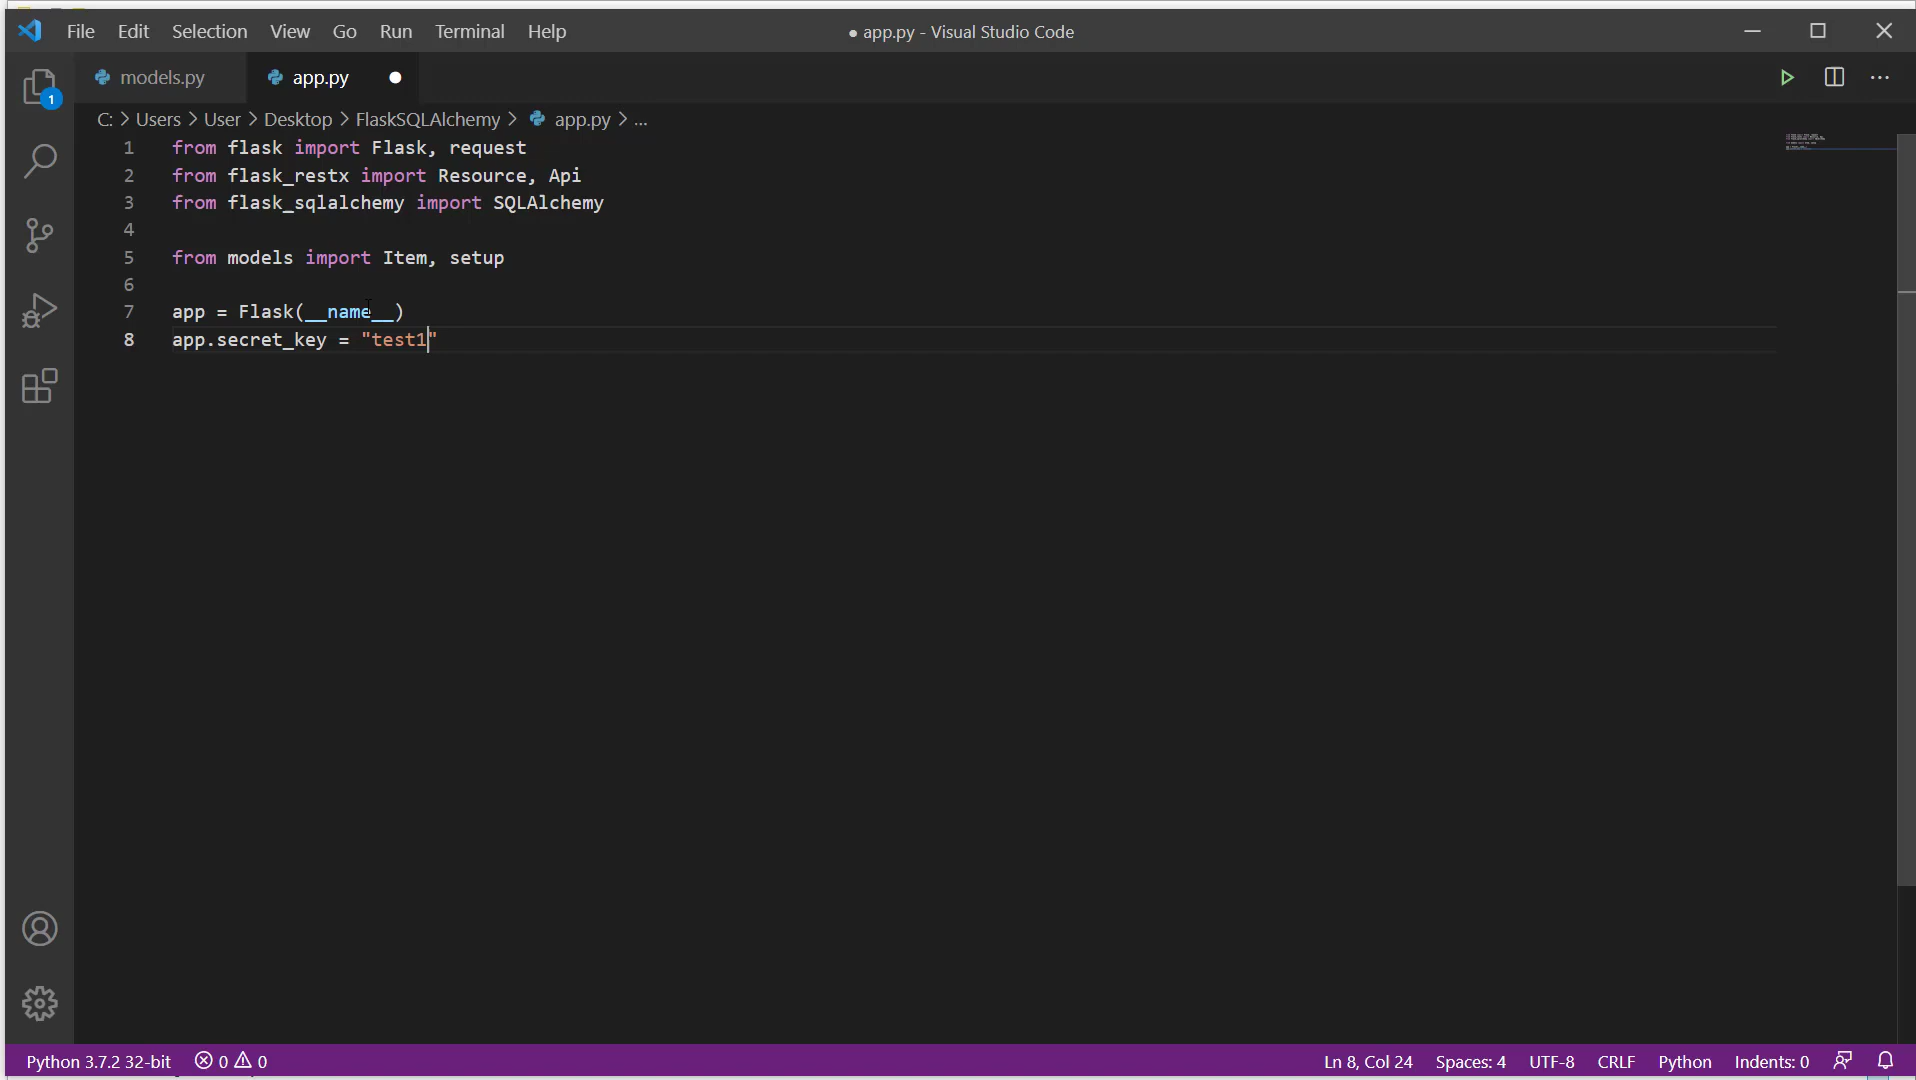 File Edit Selection View Go Run Terminal Help ● app.py - Visual Studio Code
models.py app.py
1
C: > Users > User > Desktop > FlaskSQLAlchemy > app.py > ...
1 from flask import Flask, request
2 from flask_restx import Resource, Api
3 from flask_sqlalchemy import SQLAlchemy
4
5 from models import Item, setup
6
7 app = Flask(__name__)
8 app.secret_key = "test1"
Python 3.7.2 32-bit 0 0 Ln 8, Col 24 Spaces: 4 UTF-8 CRLF Python Indents: 0